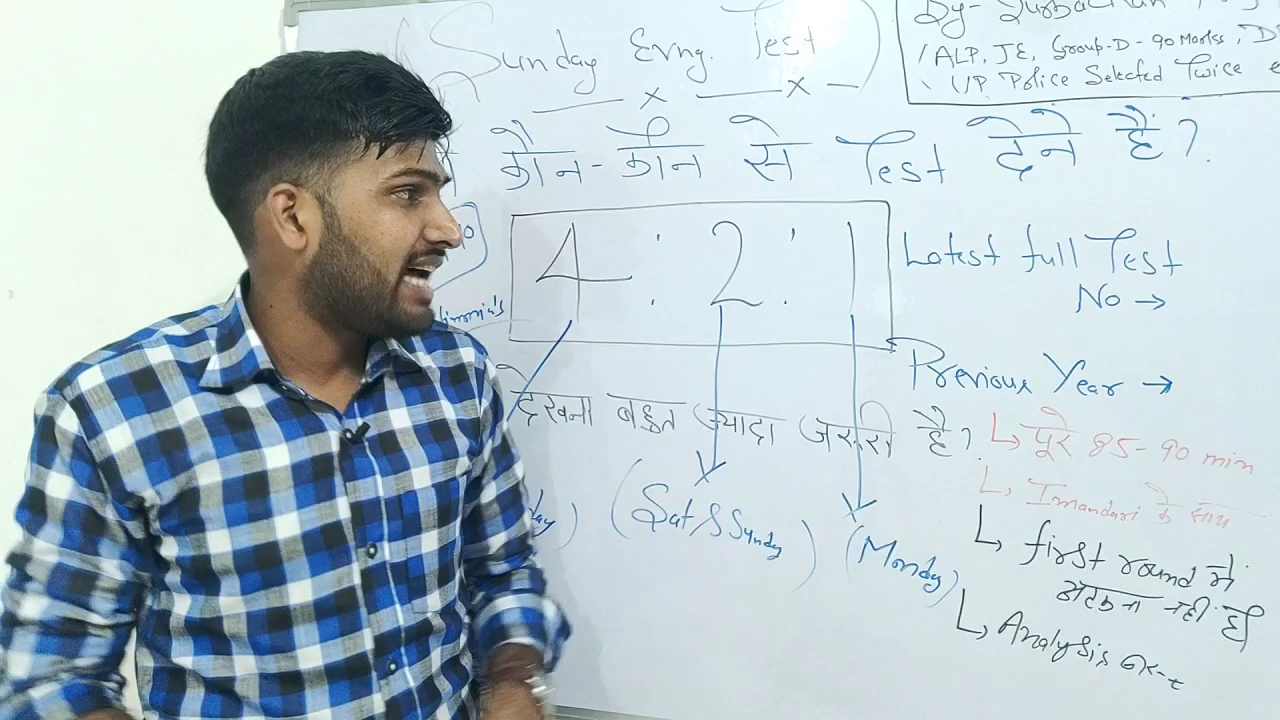 (Sunday Evng. Test)
By- Gurbachan
ALP, JE, Group-D - 90 Marks,
UP Police Selected Twice
कौन-कौन से Test देने हैं?
4 : 2 : 1
Latest full Test
No →
Previous Year →
देखना बहुत ज्यादा जरुरी है?
↳ पूरे 85-90 min
↳ Imandari के साथ
(Sat & Sunday)
(Monday)
↳ first round में
अटकना नहीं है
↳ Analysis